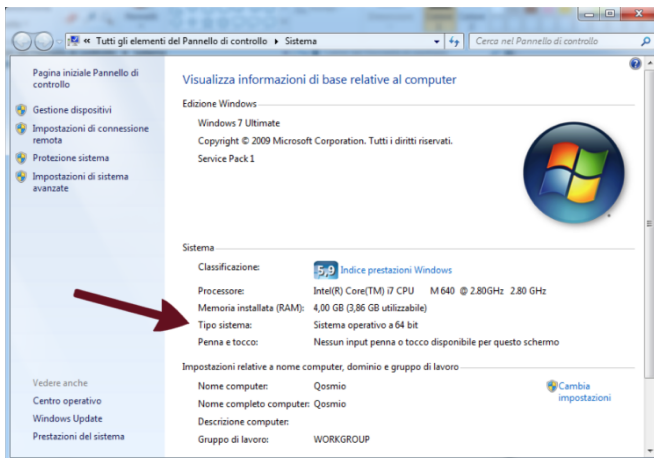 « Tutti gli elementi del Pannello di controllo Sistema
Cerca nel Pannello di controllo
Pagina iniziale Pannello di
controllo
Gestione dispositivi
Impostazioni di connessione
remota
Protezione sistema
Impostazioni di sistema
avanzate
Vedere anche
Centro operativo
Windows Update
Prestazioni del sistema
Visualizza informazioni di base relative al computer
Edizione Windows
Windows 7 Ultimate
Copyright © 2009 Microsoft Corporation. Tutti i diritti riservati.
Service Pack 1
Sistema
Classificazione: 5,9 Indice prestazioni Windows
Processore: Intel(R) Core(TM) i7 CPU M 640 @ 2.80GHz 2.80 GHz
Memoria installata (RAM): 4,00 GB (3,86 GB utilizzabile)
Tipo sistema: Sistema operativo a 64 bit
Penna e tocco: Nessun input penna o tocco disponibile per questo schermo
Impostazioni relative a nome computer, dominio e gruppo di lavoro
Nome computer: Qosmio
Cambia
impostazioni
Nome completo computer: Qosmio
Descrizione computer:
Gruppo di lavoro: WORKGROUP